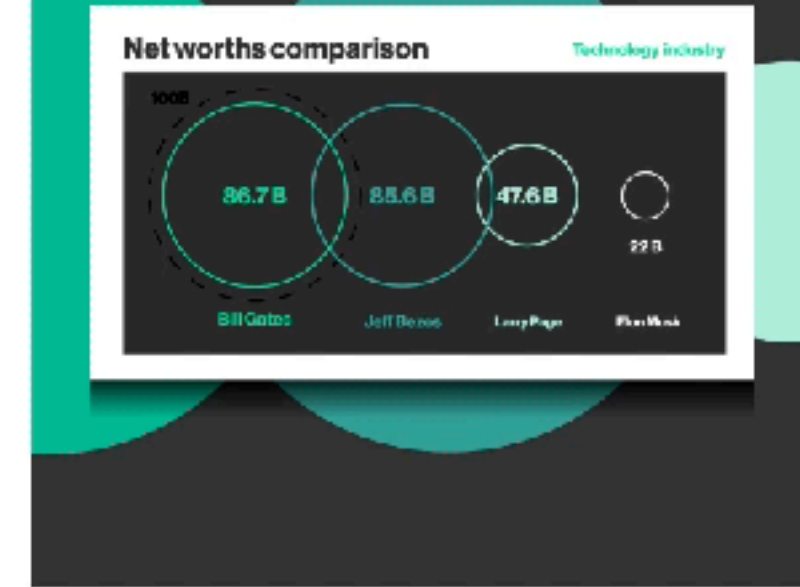 Net worths comparison
Technology industry
100B
86.7 B
85.6 B
47.6 B
22 B
Bill Gates
Jeff Bezos
Larry Page
Elon Musk